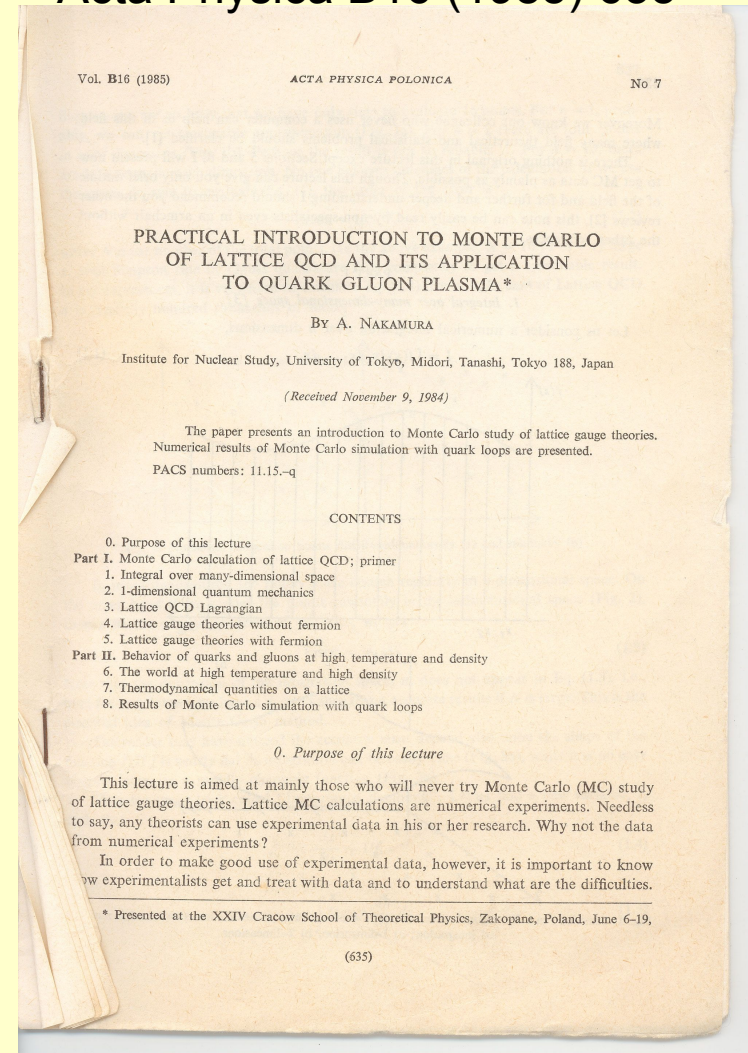 Acta Physica B16 (1985) 635
Vol. B16 (1985)
ACTA PHYSICA POLONICA
No 7
PRACTICAL INTRODUCTION TO MONTE CARLO
OF LATTICE QCD AND ITS APPLICATION
TO QUARK GLUON PLASMA*
BY A. NAKAMURA
Institute for Nuclear Study, University of Tokyo, Midori, Tanashi, Tokyo 188, Japan
(Received November 9, 1984)
The paper presents an introduction to Monte Carlo study of lattice gauge theories.
Numerical results of Monte Carlo simulation with quark loops are presented.
PACS numbers: 11.15.–q
CONTENTS
0. Purpose of this lecture
Part I. Monte Carlo calculation of lattice QCD; primer
1. Integral over many-dimensional space
2. 1-dimensional quantum mechanics
3. Lattice QCD Lagrangian
4. Lattice gauge theories without fermion
5. Lattice gauge theories with fermion
Part II. Behavior of quarks and gluons at high temperature and density
6. The world at high temperature and high density
7. Thermodynamical quantities on a lattice
8. Results of Monte Carlo simulation with quark loops
0. Purpose of this lecture
This lecture is aimed at mainly those who will never try Monte Carlo (MC) study
of lattice gauge theories. Lattice MC calculations are numerical experiments. Needless
to say, any theorists can use experimental data in his or her research. Why not the data
from numerical experiments?
In order to make good use of experimental data, however, it is important to know
ow experimentalists get and treat with data and to understand what are the difficulties.
* Presented at the XXIV Cracow School of Theoretical Physics, Zakopane, Poland, June 6–19,
(635)